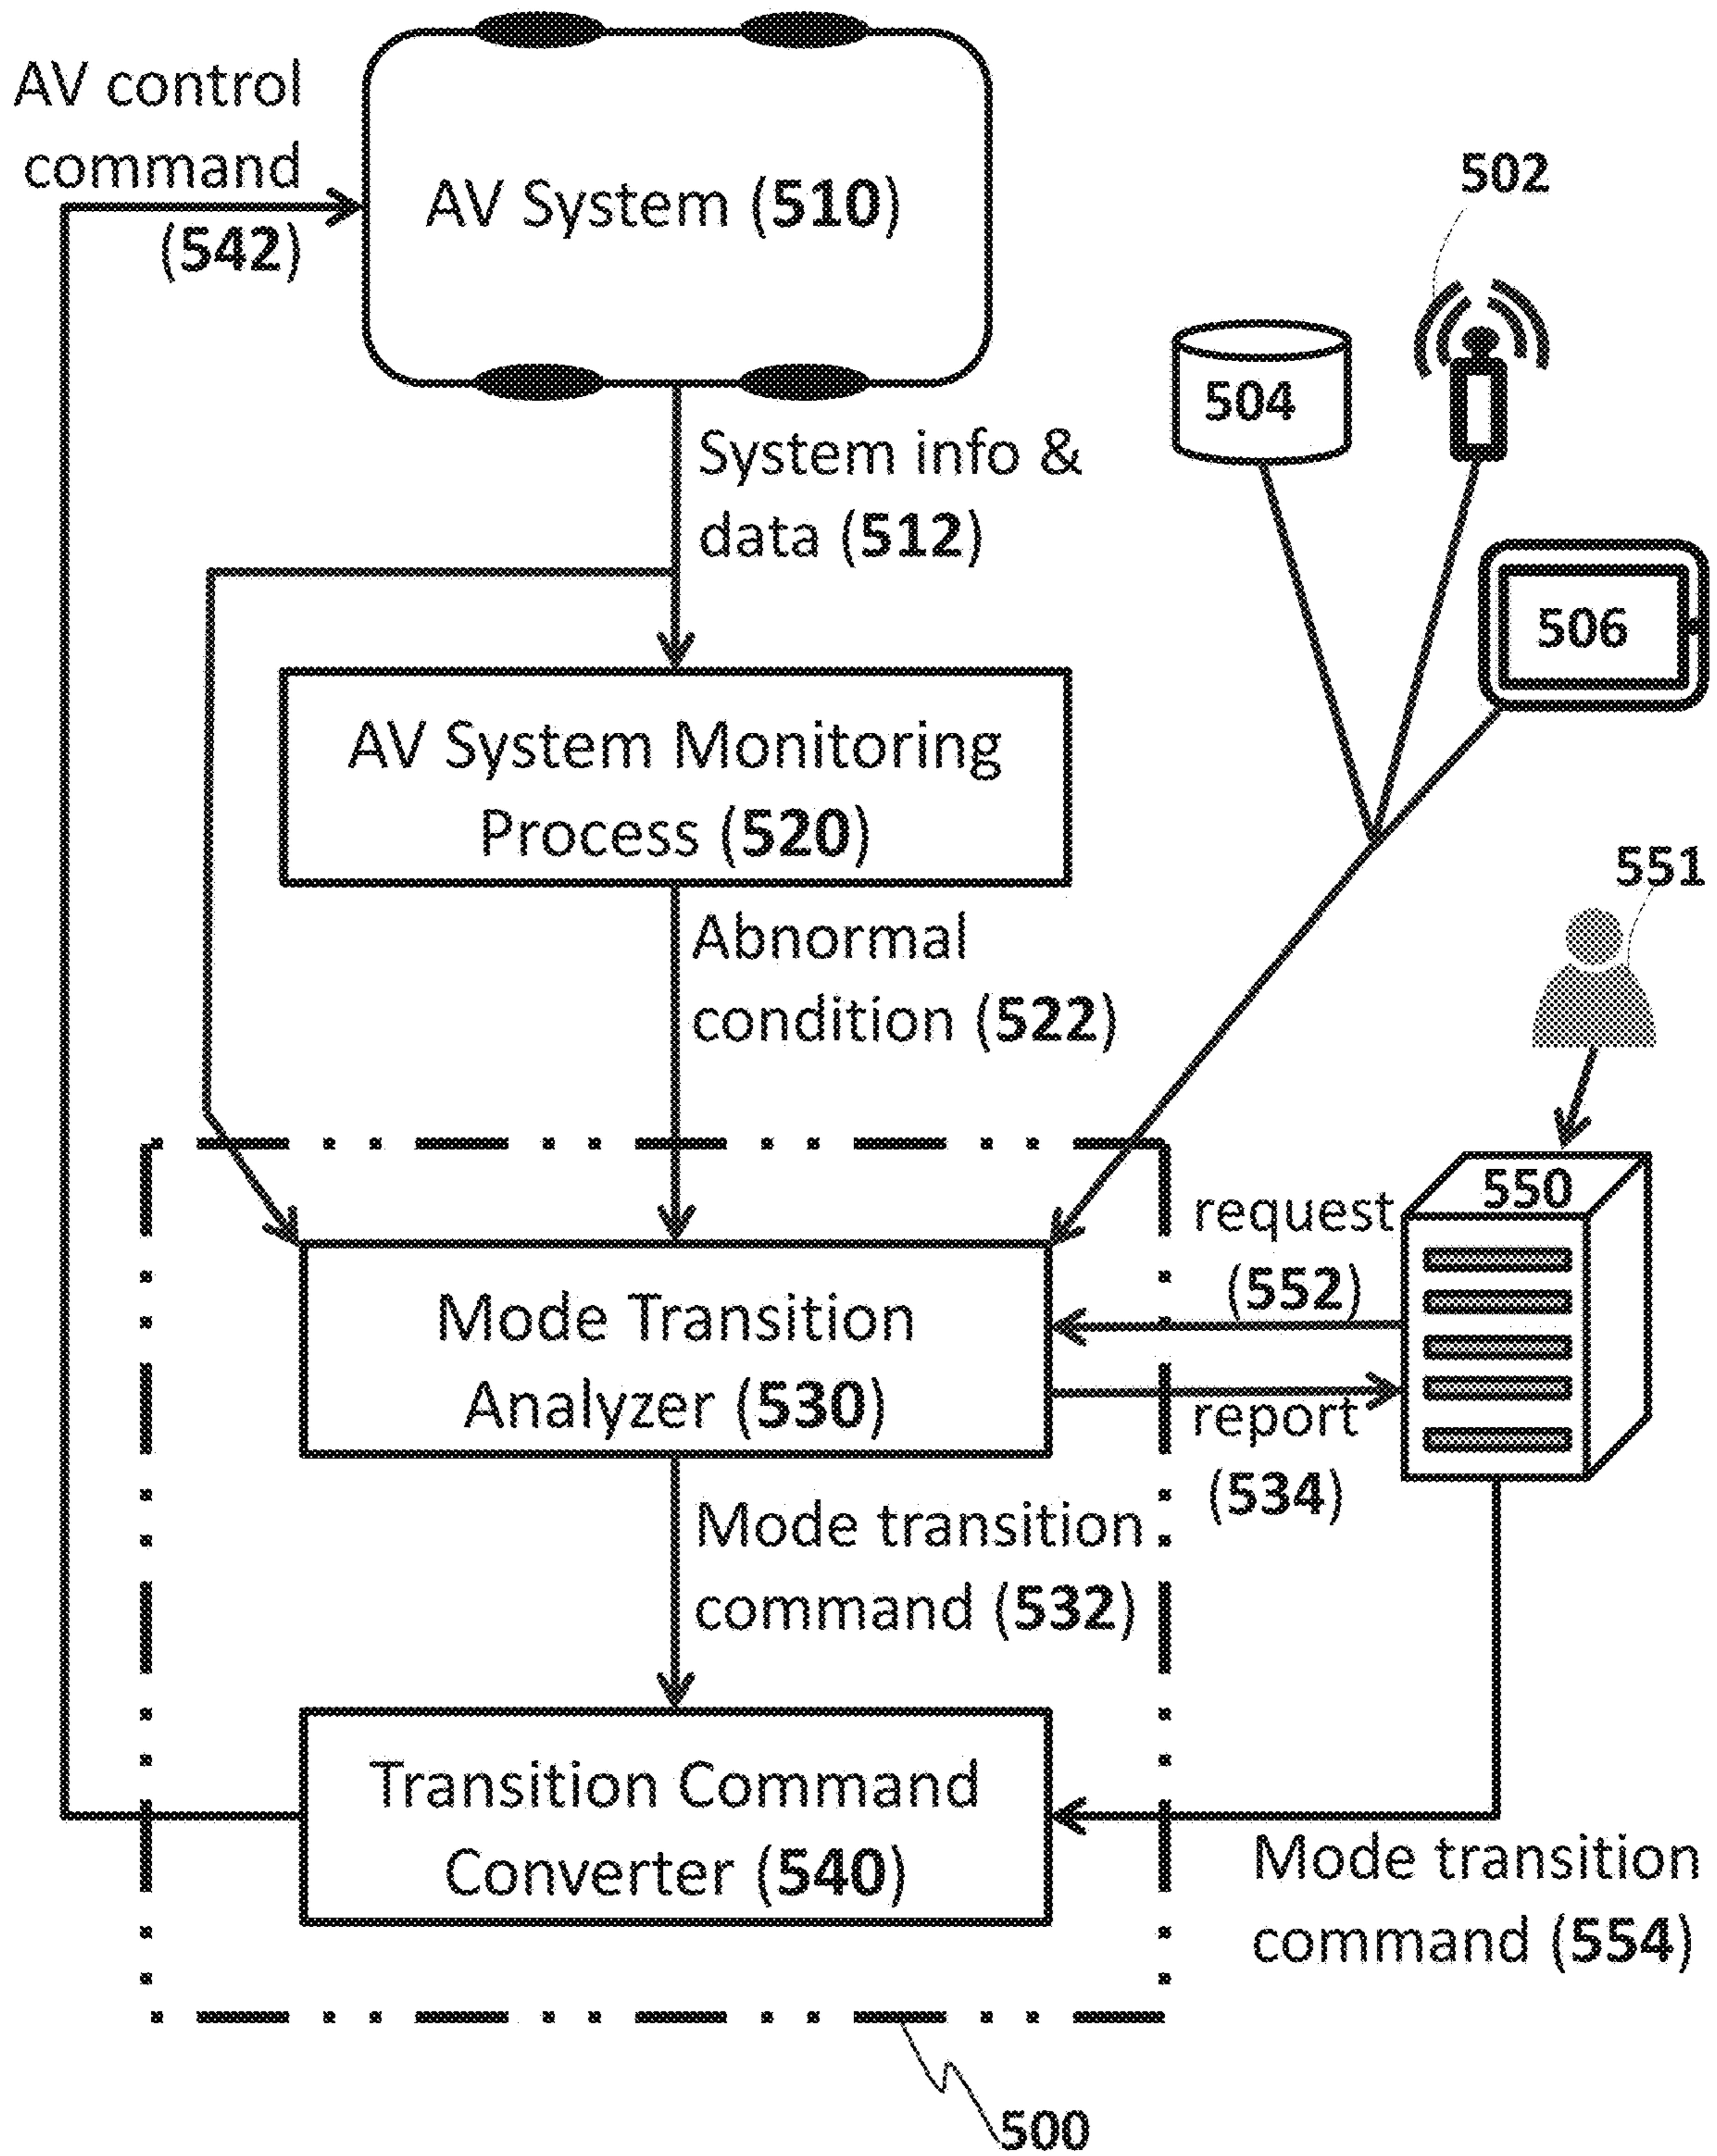 AV control
command
(542)
AV System (510)
502
504
System info &
data (512)
506
AV System Monitoring
Process (520)
551
Abnormal
condition (522)
550
request
(552)
Mode Transition
Analyzer (530)
report
(534)
Mode transition
command (532)
Transition Command
Converter (540)
Mode transition
command (554)
500